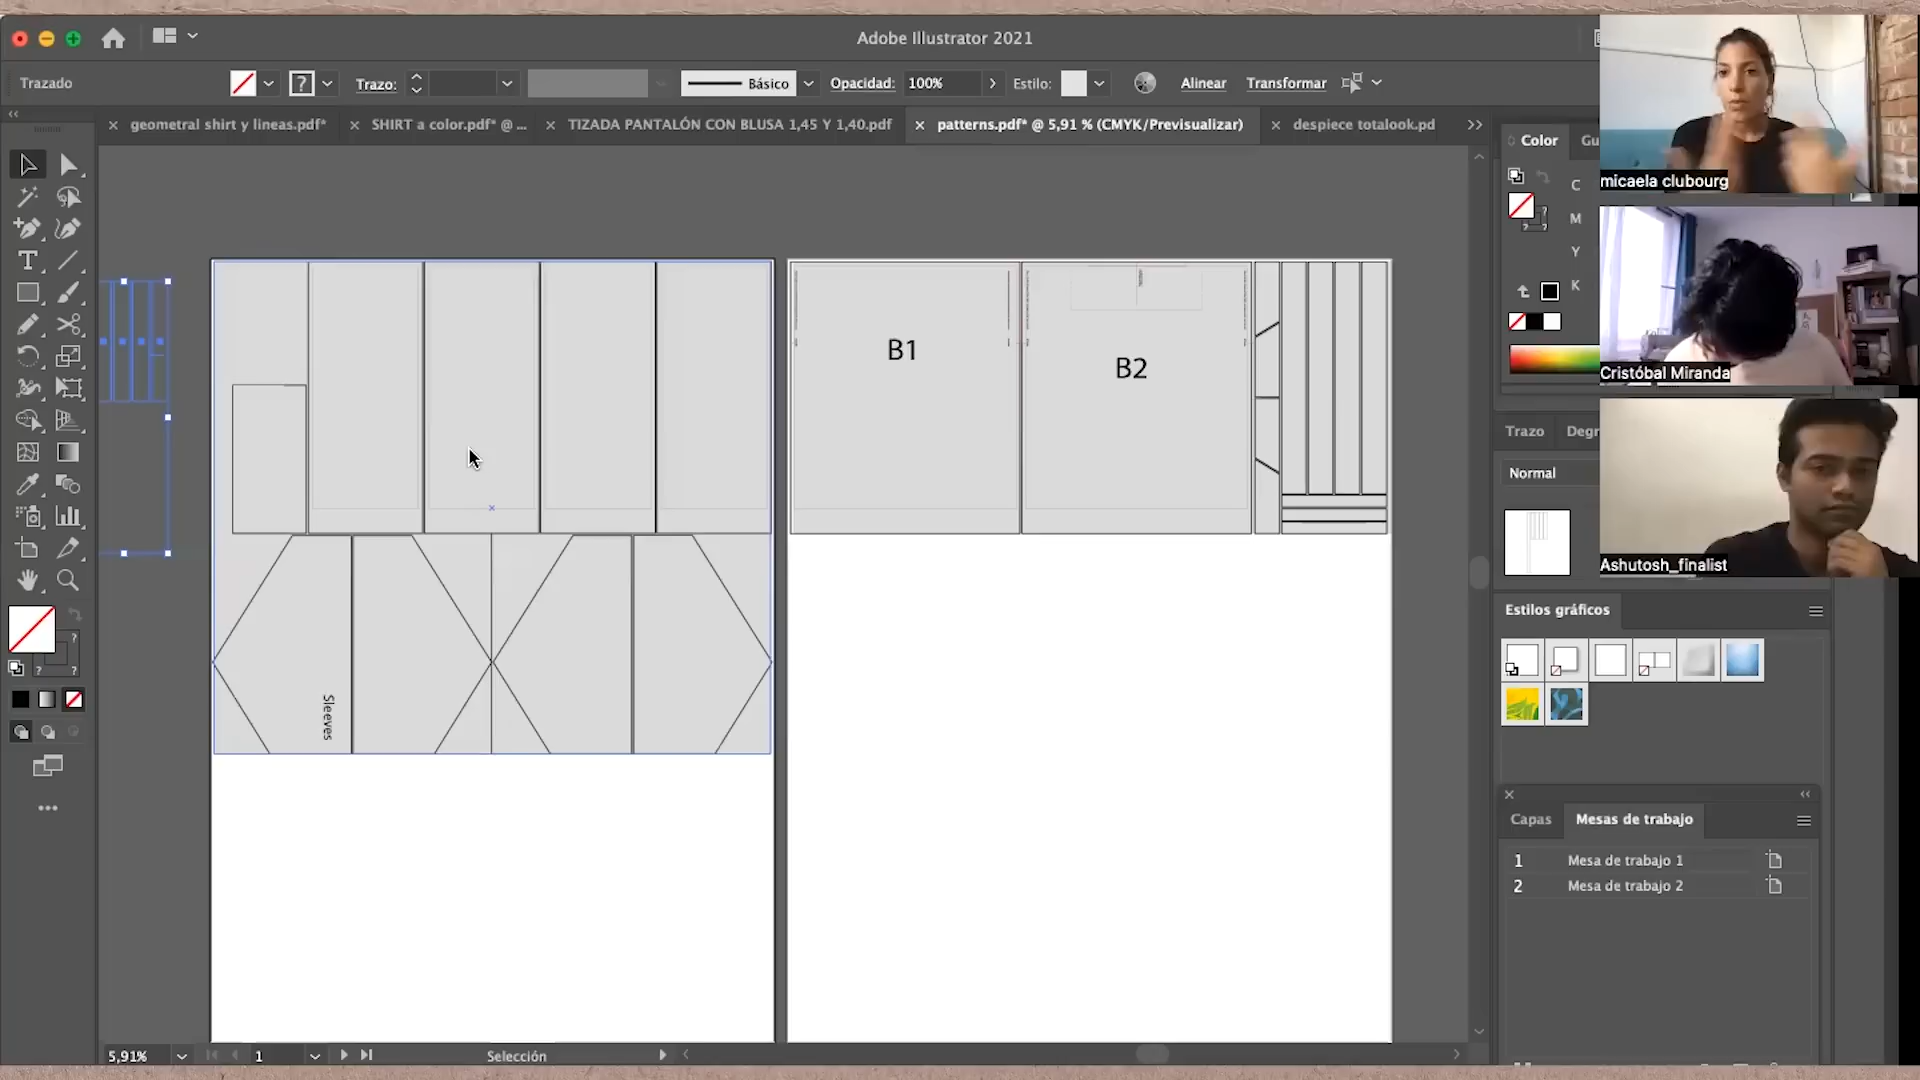 Adobe Illustrator 2021
Trazado
?
Trazo:
Básico
Opacidad: 100%
Estilo:
Alinear
Transformar
geometral shirt y lineas.pdf*
SHIRT a color.pdf* @ ...
TIZADA PANTALÓN CON BLUSA 1,45 Y 1,40.pdf
patterns.pdf* @ 5,91 % (CMYK/Previsualizar)
despiece totalook.pd
Color
Gu
C
M
Y
K
micaela clubourg
Cristóbal Miranda
Ashutosh_finalist
B1
B2
Sleeves
Trazo
Degr
Normal
Estilos gráficos
Capas
Mesas de trabajo
1 Mesa de trabajo 1
2 Mesa de trabajo 2
5,91%
1
Selección